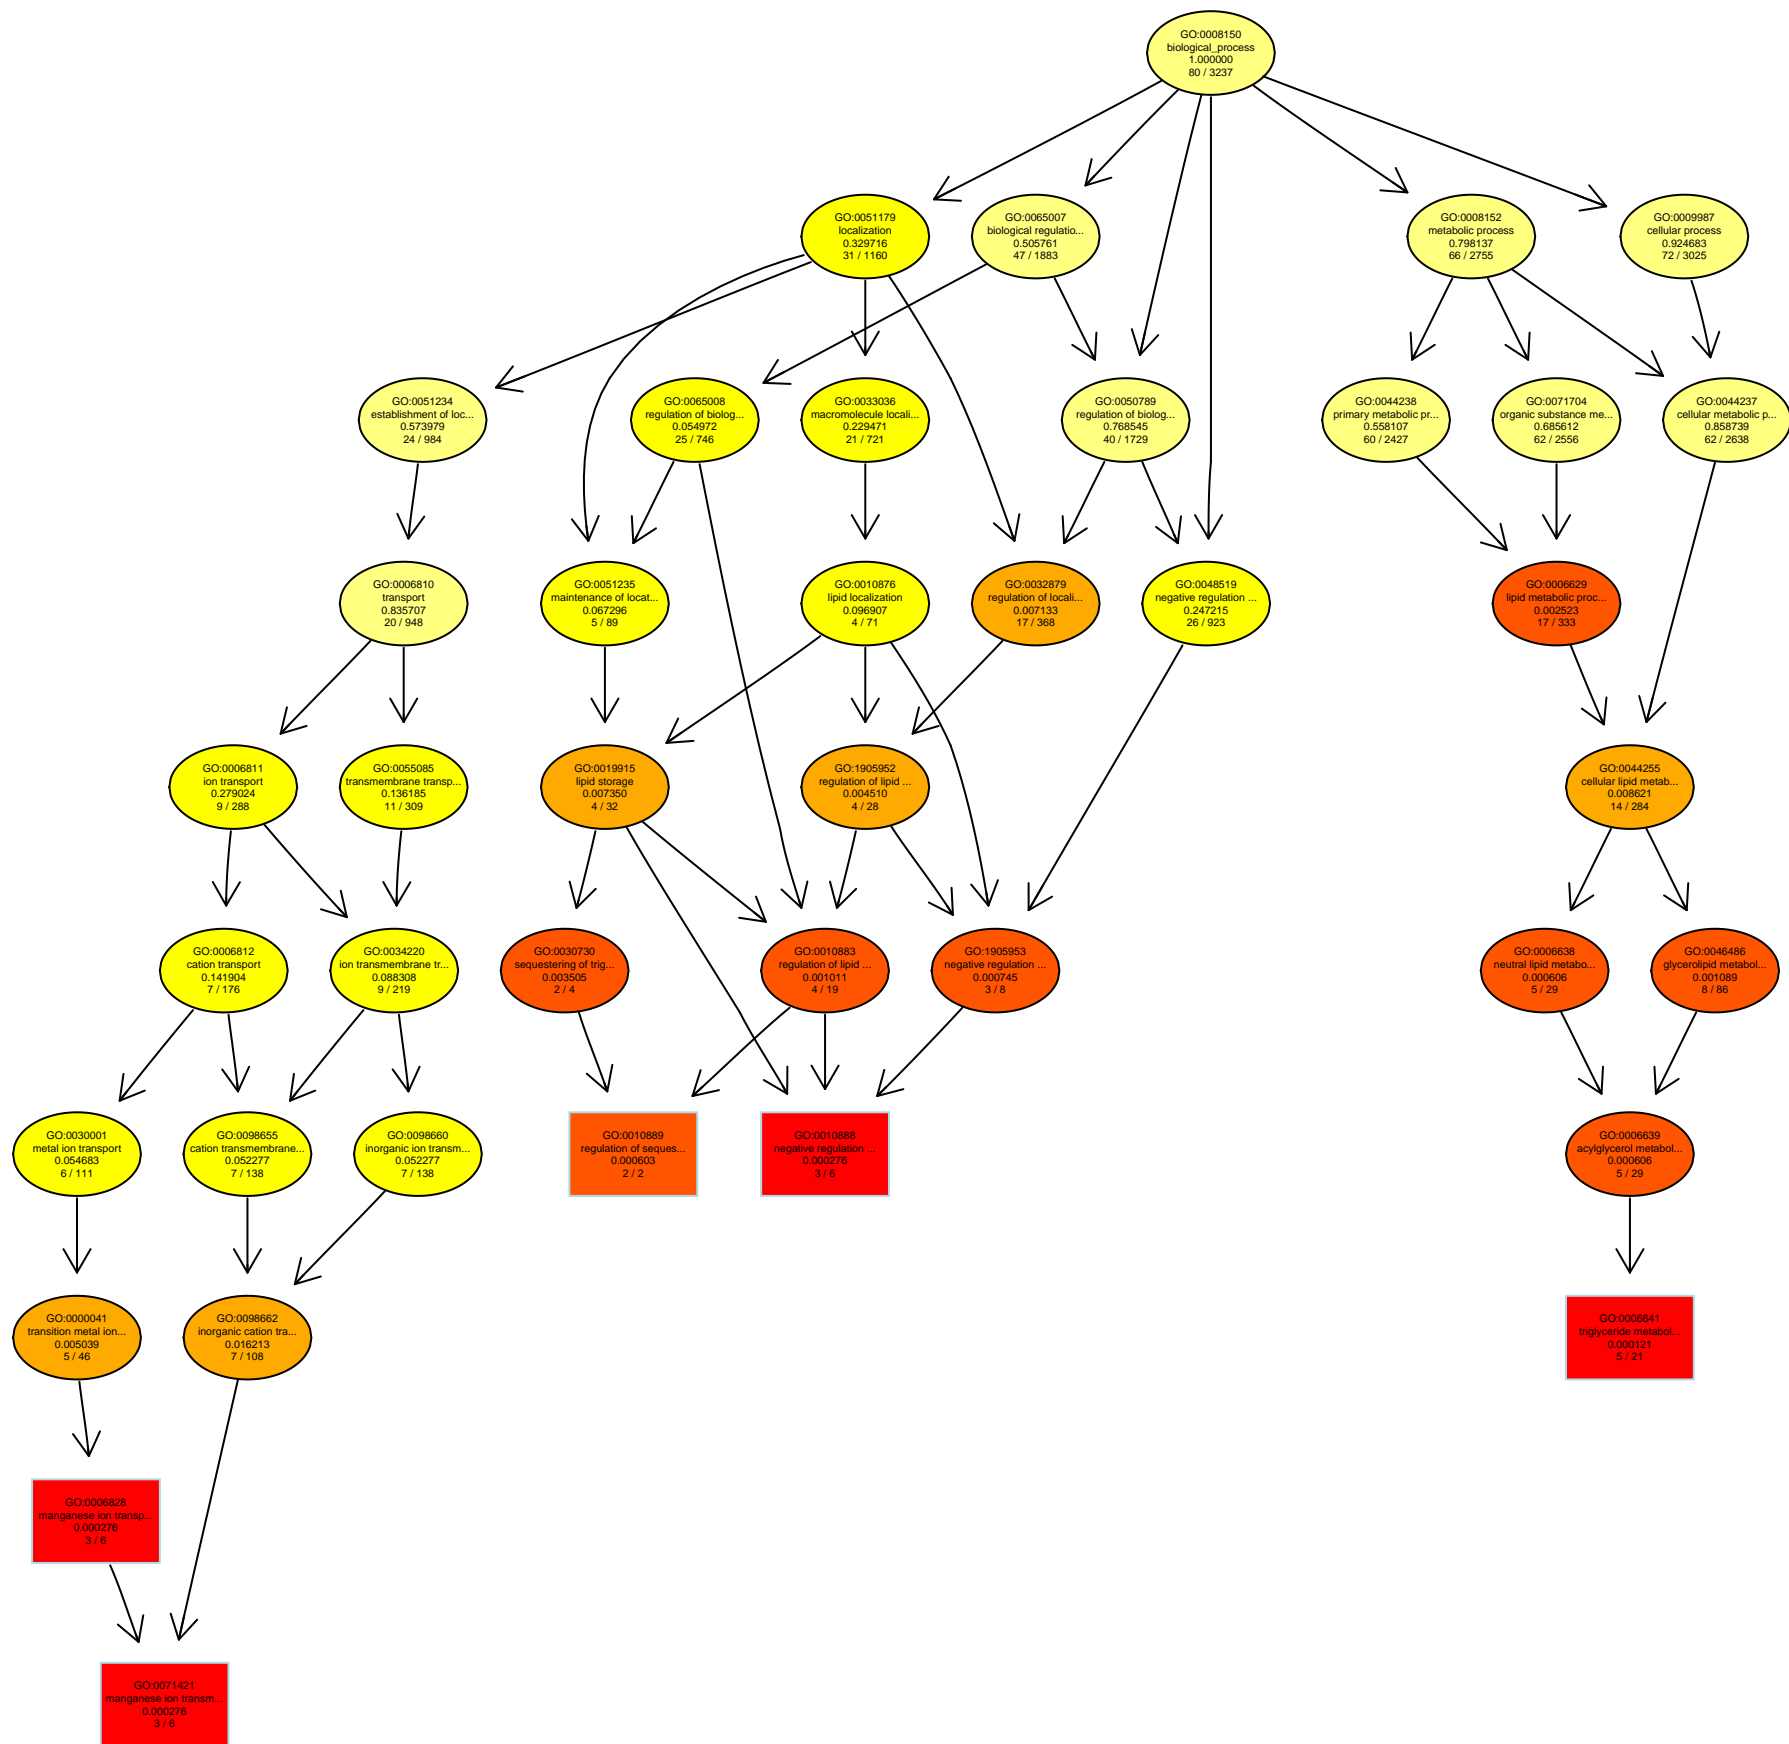 GO:0008150
biological_process
1.000000
80 / 3237
GO:0051179
localization
0.329716
31 / 1160
GO:0065007
biological regulatio...
0.505761
47 / 1883
GO:0008152
metabolic process
0.798137
66 / 2755
GO:0009987
cellular process
0.924683
72 / 3025
GO:0051234
establishment of loc...
0.573979
24 / 984
GO:0065008
regulation of biolog...
0.054972
25 / 746
GO:0033036
macromolecule locali...
0.229471
21 / 721
GO:0050789
regulation of biolog...
0.768545
40 / 1729
GO:0044238
primary metabolic pr...
0.558107
60 / 2427
GO:0071704
organic substance me...
0.685612
62 / 2556
GO:0044237
cellular metabolic p...
0.858739
62 / 2638
GO:0006810
transport
0.835707
20 / 948
GO:0051235
maintenance of locat...
0.067296
5 / 89
GO:0010876
lipid localization
0.096907
4 / 71
GO:0032879
regulation of locali...
0.007133
17 / 368
GO:0048519
negative regulation ...
0.247215
26 / 923
GO:0006629
lipid metabolic proc...
0.002523
17 / 333
GO:0006811
ion transport
0.279024
9 / 288
GO:0055085
transmembrane transp...
0.136185
11 / 309
GO:0019915
lipid storage
0.007350
4 / 32
GO:1905952
regulation of lipid ...
0.004510
4 / 28
GO:0044255
cellular lipid metab...
0.008621
14 / 284
GO:0006812
cation transport
0.141904
7 / 176
GO:0034220
ion transmembrane tr...
0.088308
9 / 219
GO:0030730
sequestering of trig...
0.003505
2 / 4
GO:0010883
regulation of lipid ...
0.001011
4 / 19
GO:1905953
negative regulation ...
0.000745
3 / 8
GO:0006638
neutral lipid metabo...
0.000606
5 / 29
GO:0046486
glycerolipid metabol...
0.001089
8 / 86
GO:0030001
metal ion transport
0.054683
6 / 111
GO:0098655
cation transmembrane...
0.052277
7 / 138
GO:0098660
inorganic ion transm...
0.052277
7 / 138
GO:0010889
regulation of seques...
0.000603
2 / 2
GO:0010888
negative regulation ...
0.000276
3 / 6
GO:0006639
acylglycerol metabol...
0.000606
5 / 29
GO:0000041
transition metal ion...
0.005039
5 / 46
GO:0098662
inorganic cation tra...
0.016213
7 / 108
GO:0006641
triglyceride metabol...
0.000121
5 / 21
GO:0006828
manganese ion transp...
0.000276
3 / 6
GO:0071421
manganese ion transm...
0.000276
3 / 6